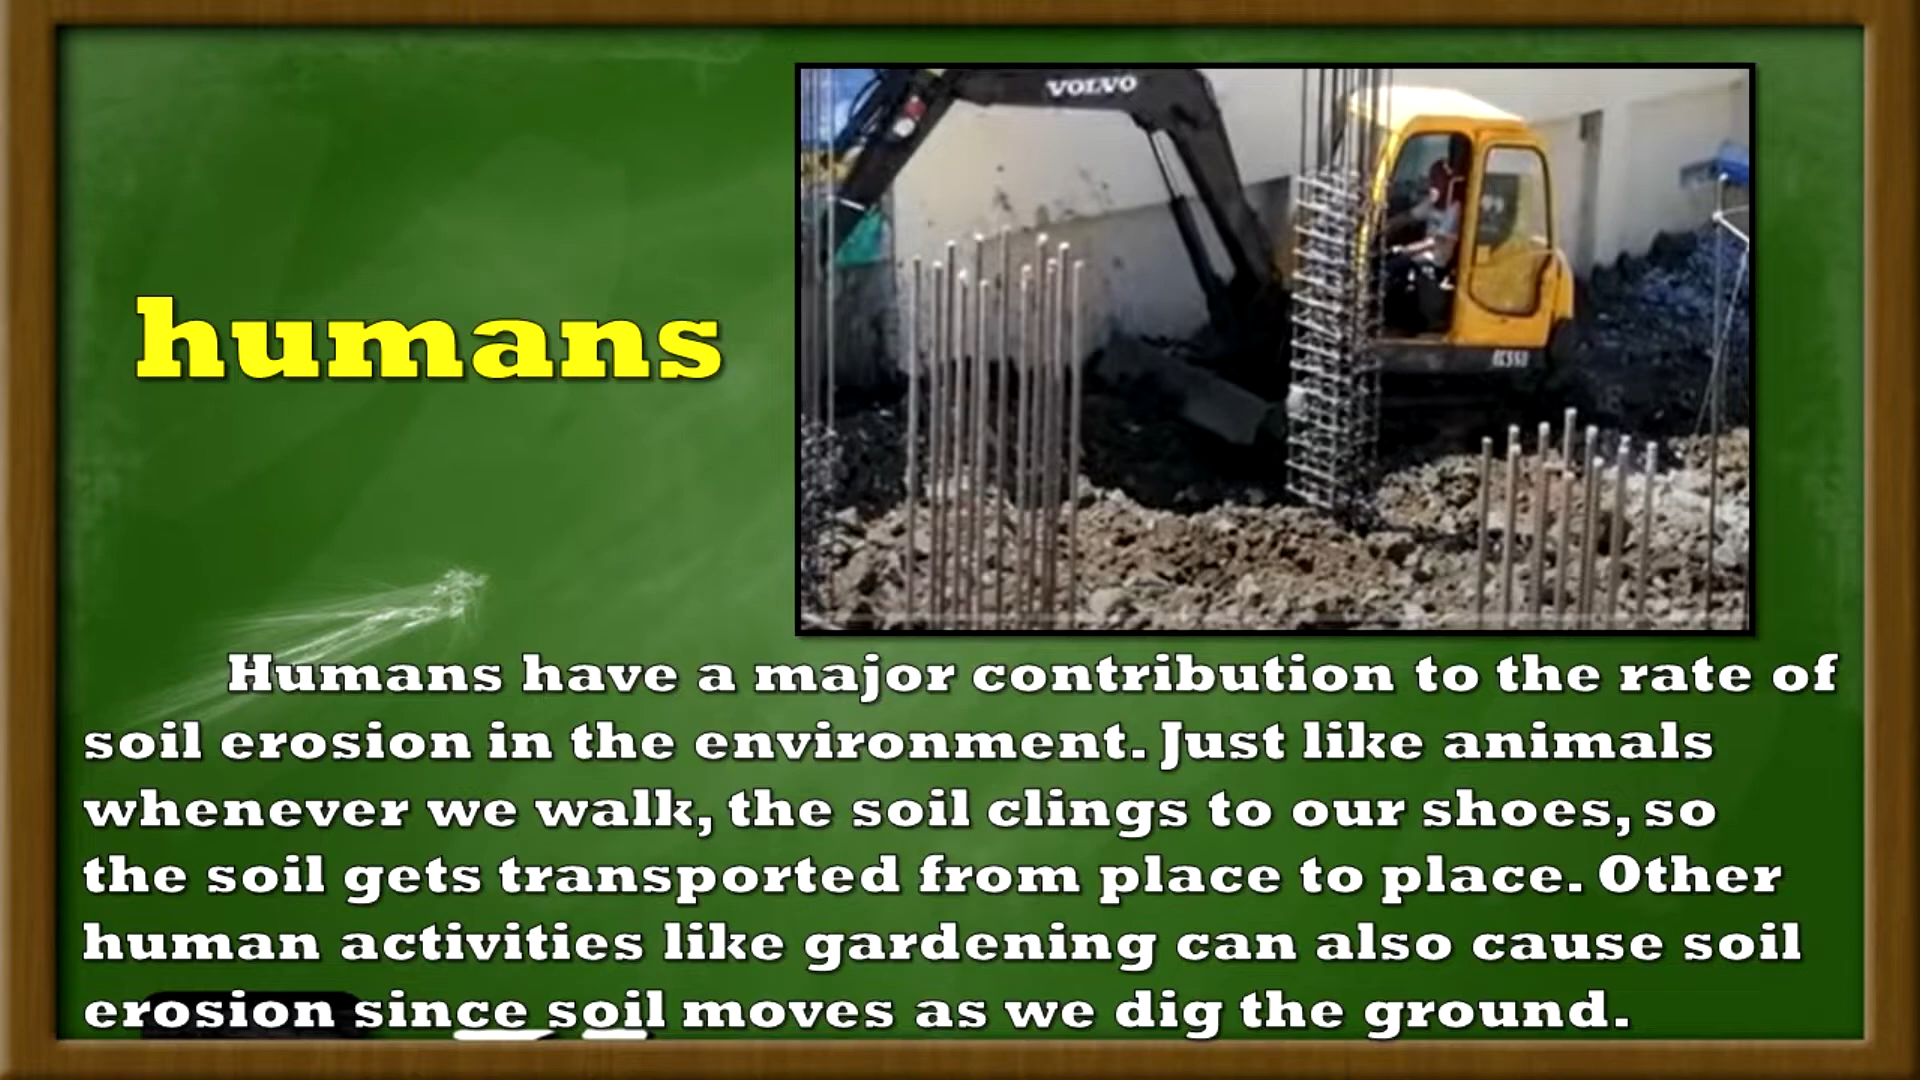 VOLVO
humans
Humans have a major contribution to the rate of
soil erosion in the environment. Just like animals
whenever we walk, the soil clings to our shoes, so
the soil gets transported from place to place. Other
human activities like gardening can also cause soil
erosion since soil moves as we dig the ground.